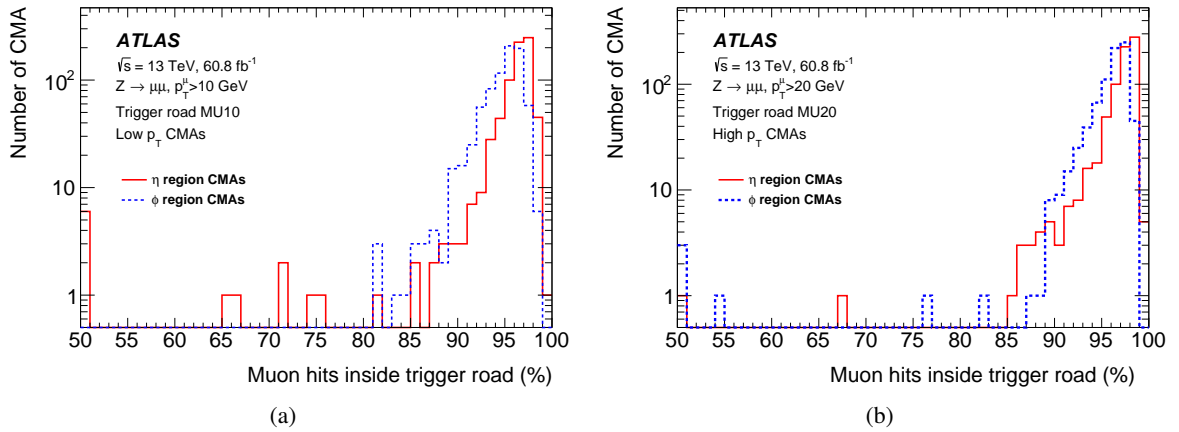 Number of CMA
ATLAS
√s = 13 TeV, 60.8 fb⁻¹
Z → μμ, p_T^μ>10 GeV
Trigger road MU10
Low p_T CMAs
η region CMAs
ϕ region CMAs
10²
10
1
50 55 60 65 70 75 80 85 90 95 100
Muon hits inside trigger road (%)
(a)
Number of CMA
ATLAS
√s = 13 TeV, 60.8 fb⁻¹
Z → μμ, p_T^μ>20 GeV
Trigger road MU20
High p_T CMAs
η region CMAs
ϕ region CMAs
10²
10
1
50 55 60 65 70 75 80 85 90 95 100
Muon hits inside trigger road (%)
(b)